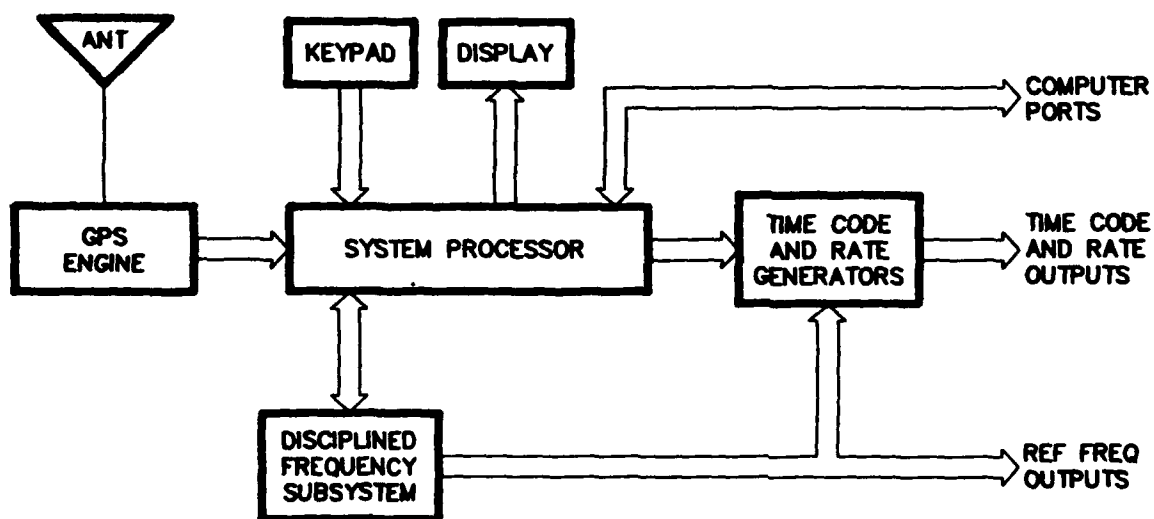 ANT
KEYPAD
DISPLAY
COMPUTER
PORTS
GPS
ENGINE
SYSTEM PROCESSOR
TIME CODE
AND RATE
GENERATORS
TIME CODE
AND RATE
OUTPUTS
DISCIPLINED
FREQUENCY
SUBSYSTEM
REF FREQ
OUTPUTS